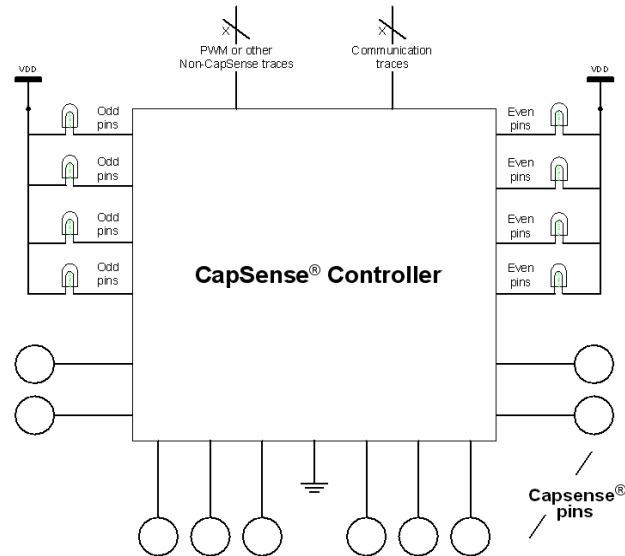 X
X
PWM or other
Non-CapSense traces
Communication
traces
VDD
VDD
Odd
pins
Even
pins
Odd
pins
Even
pins
Odd
pins
Even
pins
Odd
pins
Even
pins
CapSense® Controller
Capsense®
pins